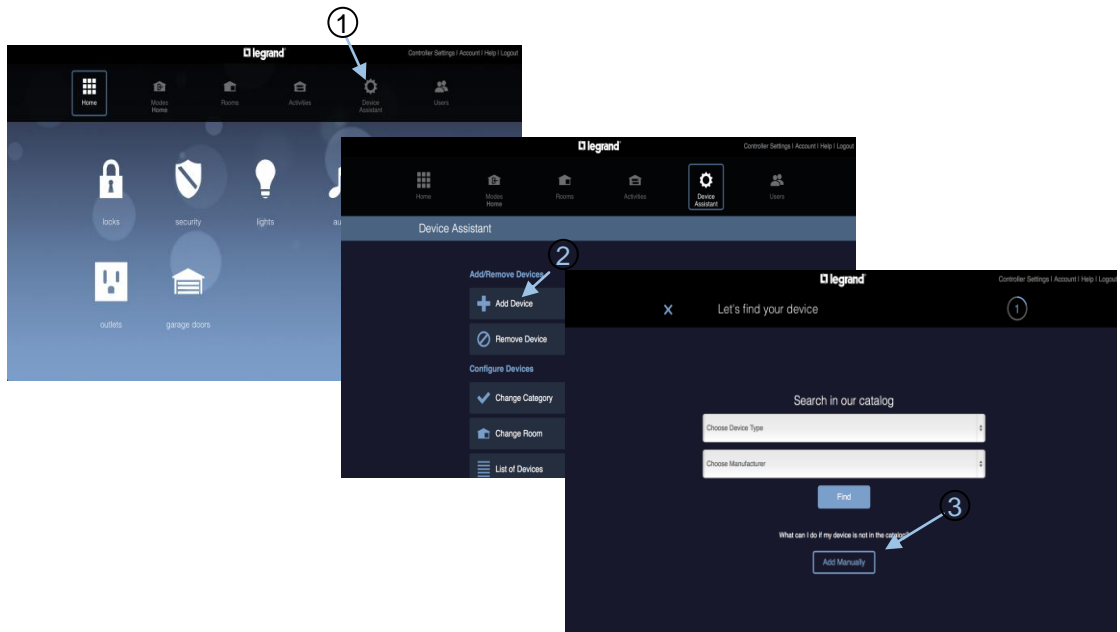 1
legrand
Controller Settings I Account I Help I Logout
Home
Modes
Home
Rooms
Activities
Device
Assistant
Users
locks
security
lights
au
outlets
garage doors
legrand
Controller Settings I Account I Help I Logout
Home
Modes
Home
Rooms
Activities
Device
Assistant
Users
Device Assistant
2
Add/Remove Devices
Add Device
Remove Device
Configure Devices
Change Category
Change Room
List of Devices
legrand
Controller Settings I Account I Help I Logout
X
Let's find your device
1
Search in our catalog
Choose Device Type
Choose Manufacturer
Find
3
What can I do if my device is not in the catalog?
Add Manually